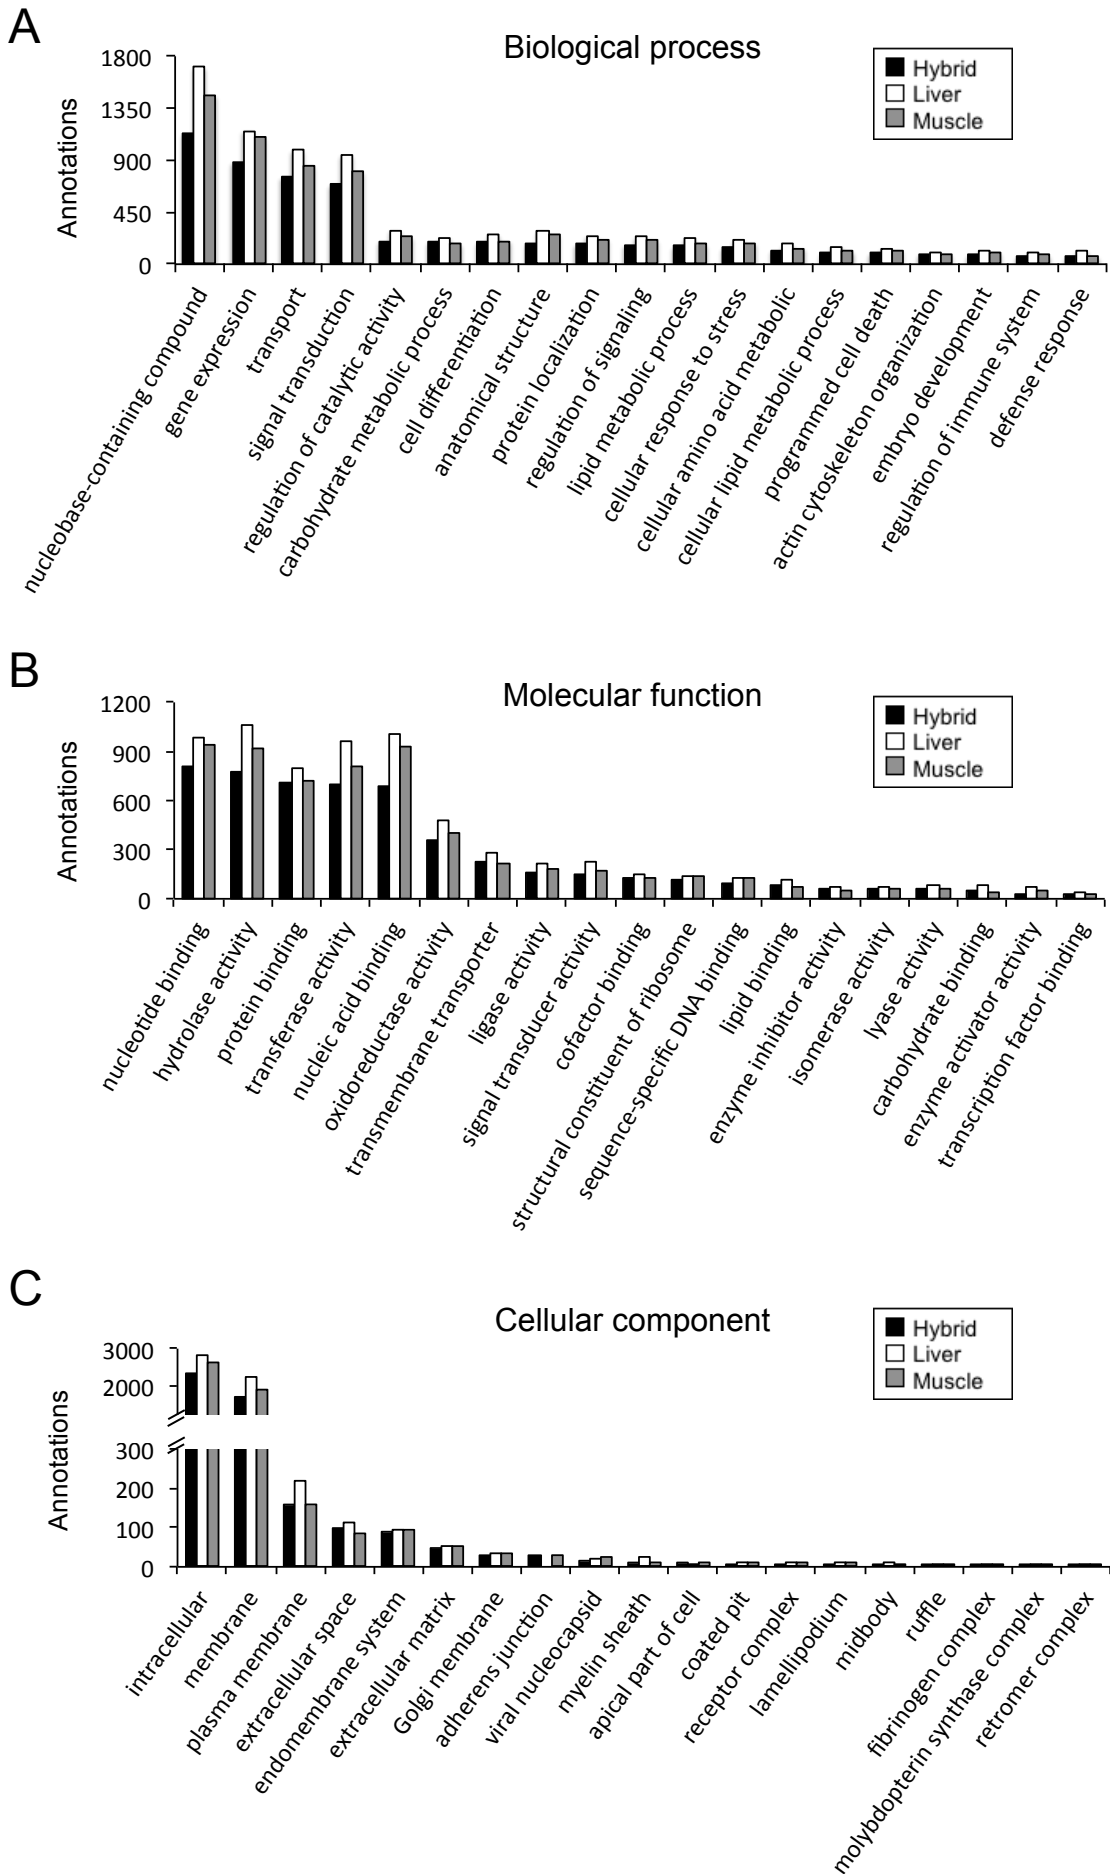 A
Biological process
Hybrid
Liver
Muscle
Annotations
1800
1350
900
450
0
nucleobase-containing compound
gene expression
transport
signal transduction
regulation of catalytic activity
carbohydrate metabolic process
cell differentiation
anatomical structure
protein localization
regulation of signaling
lipid metabolic process
cellular response to stress
cellular amino acid metabolic
cellular lipid metabolic process
programmed cell death
actin cytoskeleton organization
embryo development
regulation of immune system
defense response
B
Molecular function
Hybrid
Liver
Muscle
Annotations
1200
900
600
300
0
nucleotide binding
hydrolase activity
protein binding
transferase activity
nucleic acid binding
oxidoreductase activity
transmembrane transporter
ligase activity
signal transducer activity
cofactor binding
structural constituent of ribosome
sequence-specific DNA binding
lipid binding
enzyme inhibitor activity
isomerase activity
lyase activity
carbohydrate binding
enzyme activator activity
transcription factor binding
C
Cellular component
Hybrid
Liver
Muscle
Annotations
3000
2000
300
200
100
0
intracellular
membrane
plasma membrane
extracellular space
endomembrane system
extracellular matrix
Golgi membrane
adherens junction
viral nucleocapsid
myelin sheath
apical part of cell
coated pit
receptor complex
lamellipodium
midbody
ruffle
fibrinogen complex
molybdopterin synthase complex
retromer complex